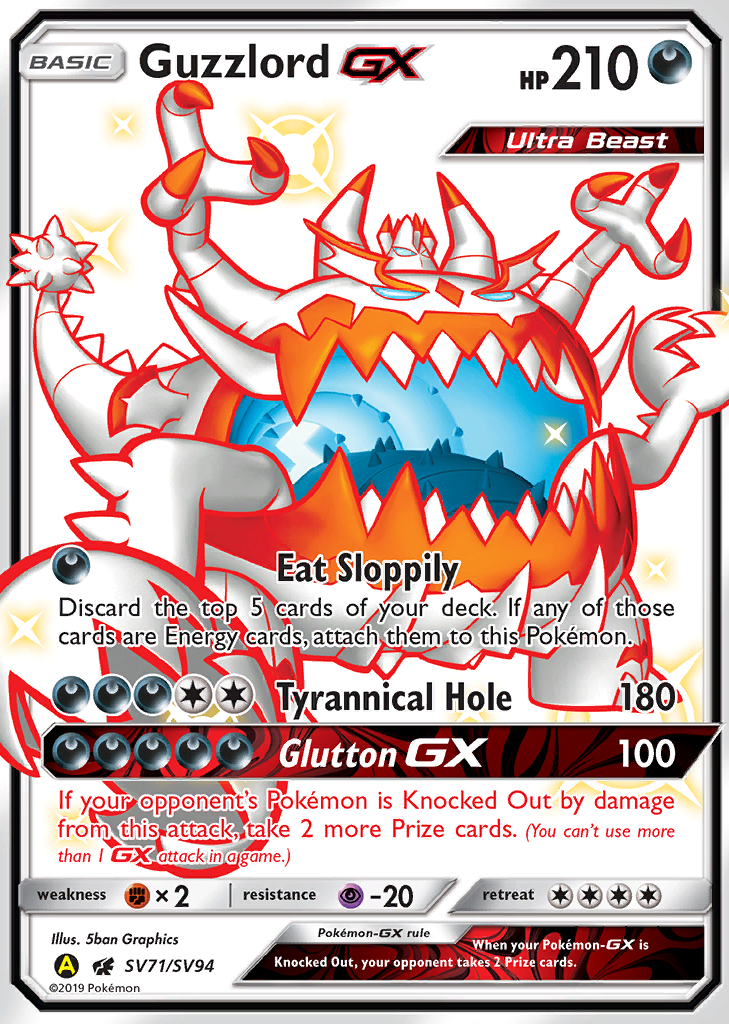 BASIC Guzzlord GX HP 210
Ultra Beast
Eat Sloppily
Discard the top 5 cards of your deck. If any of those
cards are Energy cards, attach them to this Pokémon.
Tyrannical Hole 180
Glutton GX 100
If your opponent's Pokémon is Knocked Out by damage
from this attack, take 2 more Prize cards. (You can't use more
than 1 GX attack in a game.)
weakness × 2 resistance -20 retreat
Illus. 5ban Graphics
A SV71/SV94
©2019 Pokémon
Pokémon-GX rule
When your Pokémon-GX is
Knocked Out, your opponent takes 2 Prize cards.